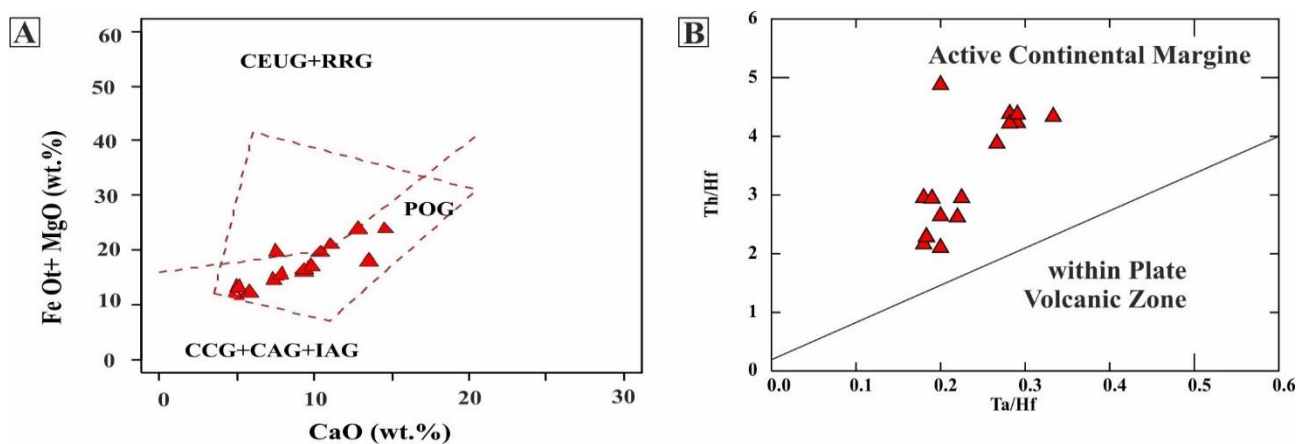 A
60
50
40
30
20
10
0
Fe Ot+ MgO (wt.%)
CEUG+RRG
POG
CCG+CAG+IAG
0
10
20
30
CaO (wt.%)
B
6
5
4
3
2
1
0
Th/Hf
Active Continental Margine
within Plate
Volcanic Zone
0.0
0.2
0.3
0.4
0.5
0.6
Ta/Hf